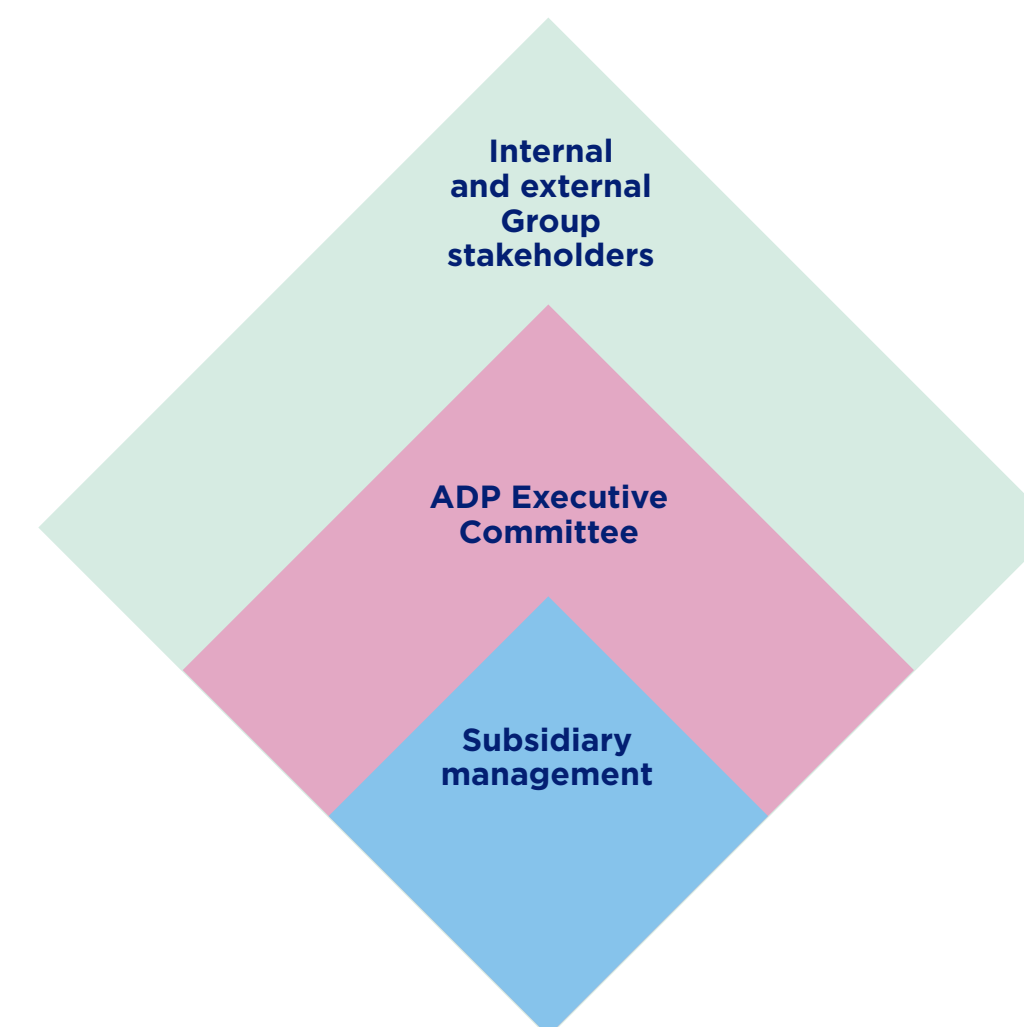 Internal
and external
Group
stakeholders
ADP Executive
Committee
Subsidiary
management